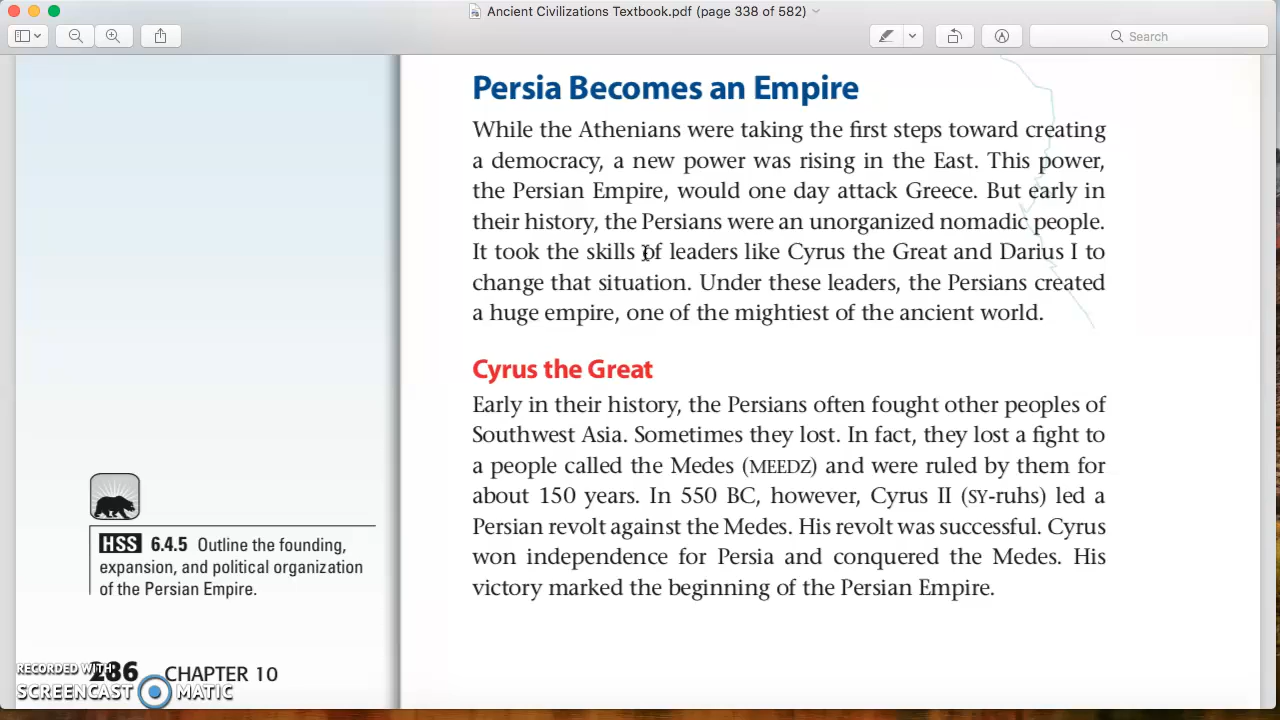 Ancient Civilizations Textbook.pdf (page 338 of 582)
Search
Persia Becomes an Empire
While the Athenians were taking the first steps toward creating
a democracy, a new power was rising in the East. This power,
the Persian Empire, would one day attack Greece. But early in
their history, the Persians were an unorganized nomadic people.
It took the skills of leaders like Cyrus the Great and Darius I to
change that situation. Under these leaders, the Persians created
a huge empire, one of the mightiest of the ancient world.
Cyrus the Great
Early in their history, the Persians often fought other peoples of
Southwest Asia. Sometimes they lost. In fact, they lost a fight to
a people called the Medes (MEEDZ) and were ruled by them for
about 150 years. In 550 BC, however, Cyrus II (SY-ruhs) led a
Persian revolt against the Medes. His revolt was successful. Cyrus
won independence for Persia and conquered the Medes. His
victory marked the beginning of the Persian Empire.
HSS 6.4.5 Outline the founding,
expansion, and political organization
of the Persian Empire.
286 CHAPTER 10
RECORDED WITH
SCREENCAST MATIC